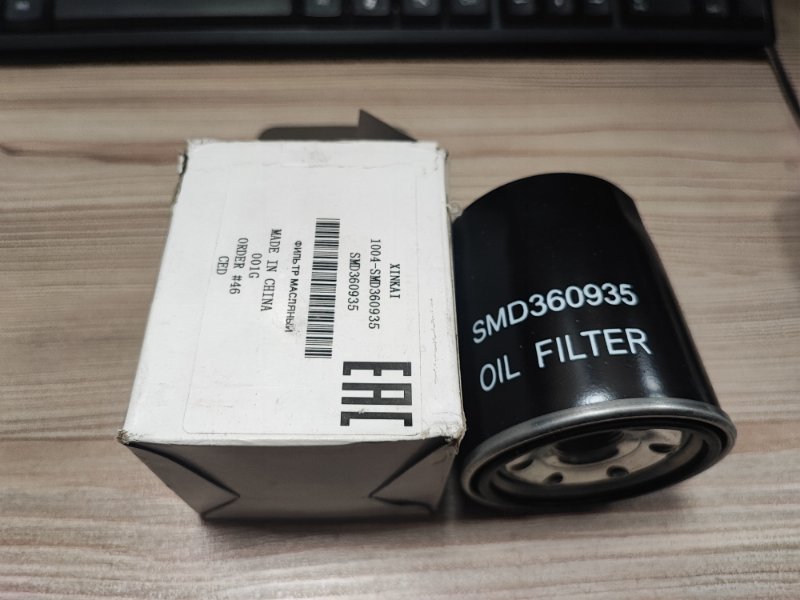 XINKAI
1004-SMD360935
SMD360935
ФИЛЬТР МАСЛЯНЫЙ
MADE IN CHINA
001G
ORDER #46
CED
EAC
SMD360935
OIL FILTER